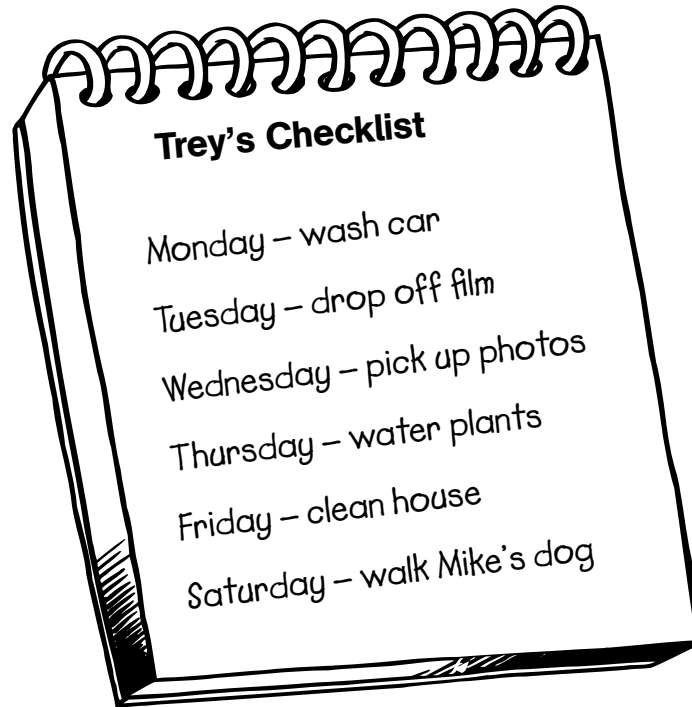 Trey’s Checklist
Monday – wash car
Tuesday – drop off film
Wednesday – pick up photos
Thursday – water plants
Friday – clean house
Saturday – walk Mike’s dog